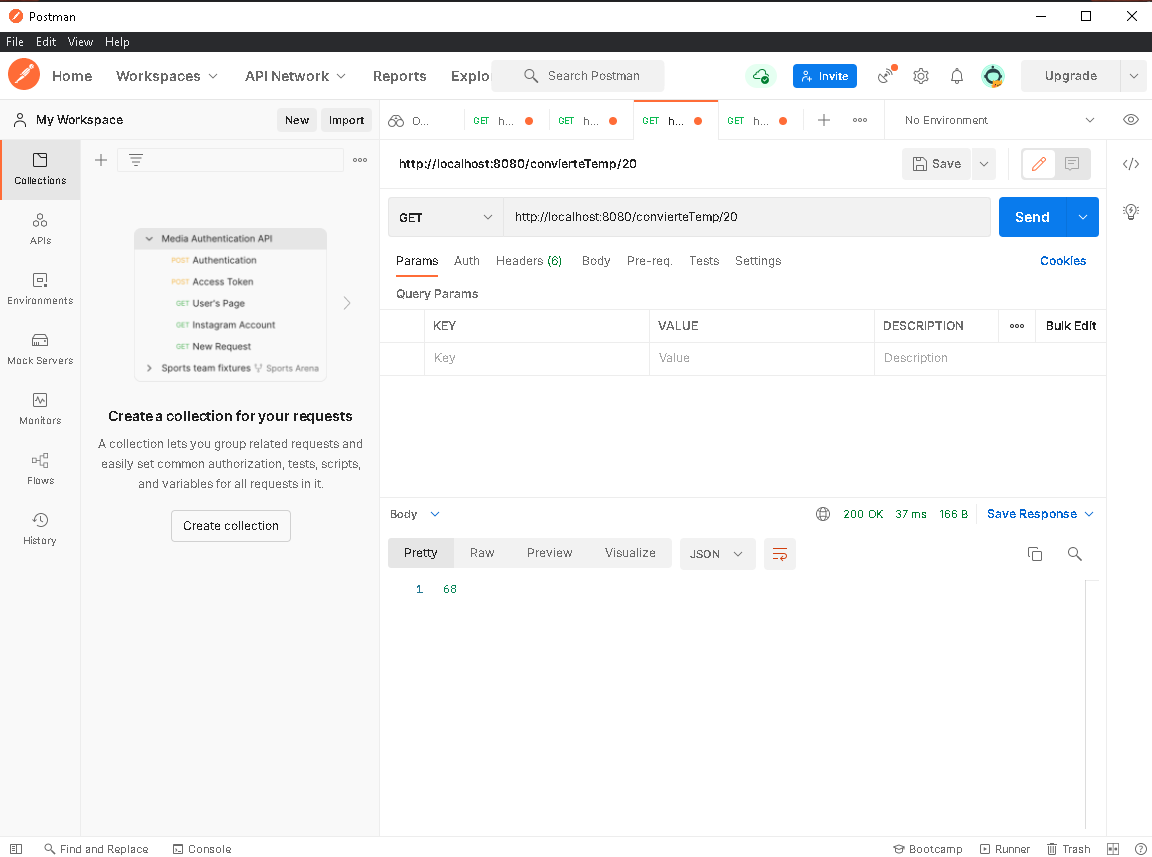 Postman
File Edit View Help
Home Workspaces API Network Reports Explo Search Postman Invite Upgrade
My Workspace New Import
O... GET h... GET h... GET h... GET h... No Environment
Collections
APIs
Environments
Mock Servers
Monitors
Flows
History
Media Authentication API
POST Authentication
POST Access Token
GET User's Page
GET Instagram Account
GET New Request
Sports team fixtures Sports Arena
Create a collection for your requests
A collection lets you group related requests and
easily set common authorization, tests, scripts,
and variables for all requests in it.
Create collection
http://localhost:8080/convierteTemp/20 Save
GET http://localhost:8080/convierteTemp/20 Send
Params Auth Headers (6) Body Pre-req. Tests Settings Cookies
Query Params
KEY VALUE DESCRIPTION Bulk Edit
Key Value Description
Body 200 OK 37 ms 166 B Save Response
Pretty Raw Preview Visualize JSON
1 68
Find and Replace Console Bootcamp Runner Trash